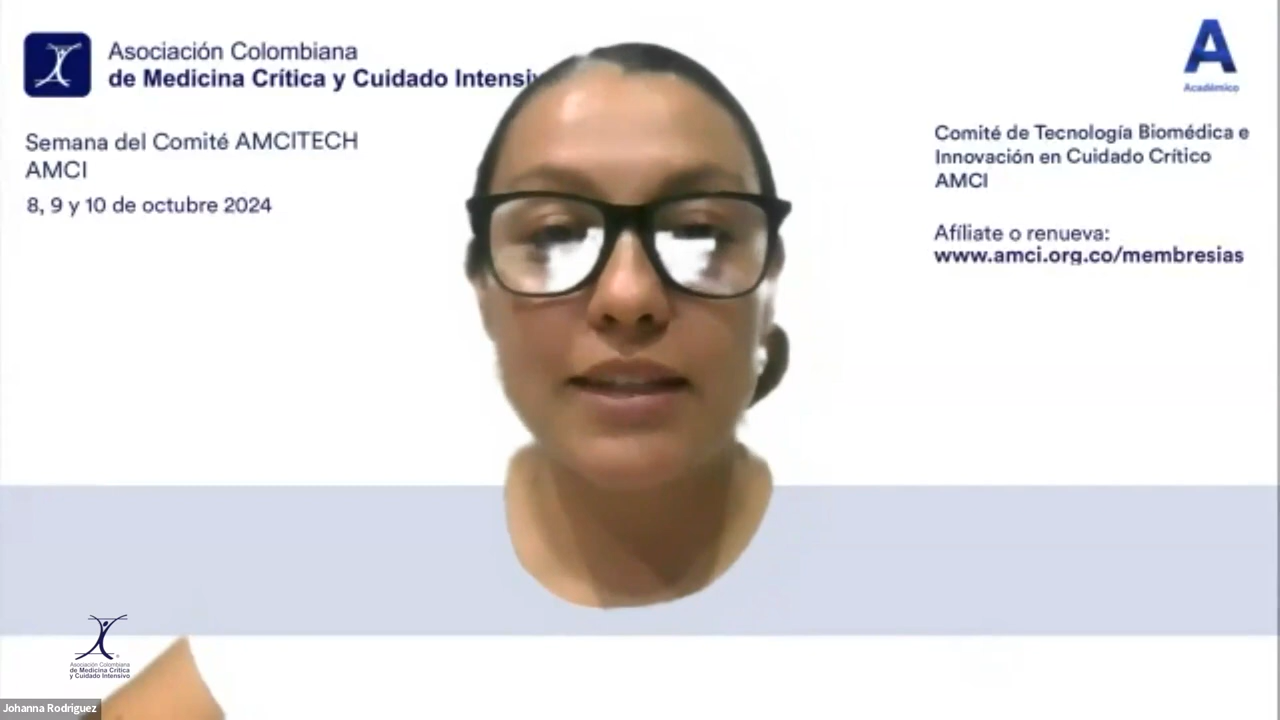 Asociación Colombiana
de Medicina Crítica y Cuidado Intensiv
Semana del Comité AMCITECH
AMCI
8, 9 y 10 de octubre 2024
A
Académico
Comité de Tecnología Biomédica e
Innovación en Cuidado Crítico
AMCI
Afíliate o renueva:
www.amci.org.co/membresias
Asociación Colombiana
de Medicina Crítica
y Cuidado Intensivo
Johanna Rodriguez